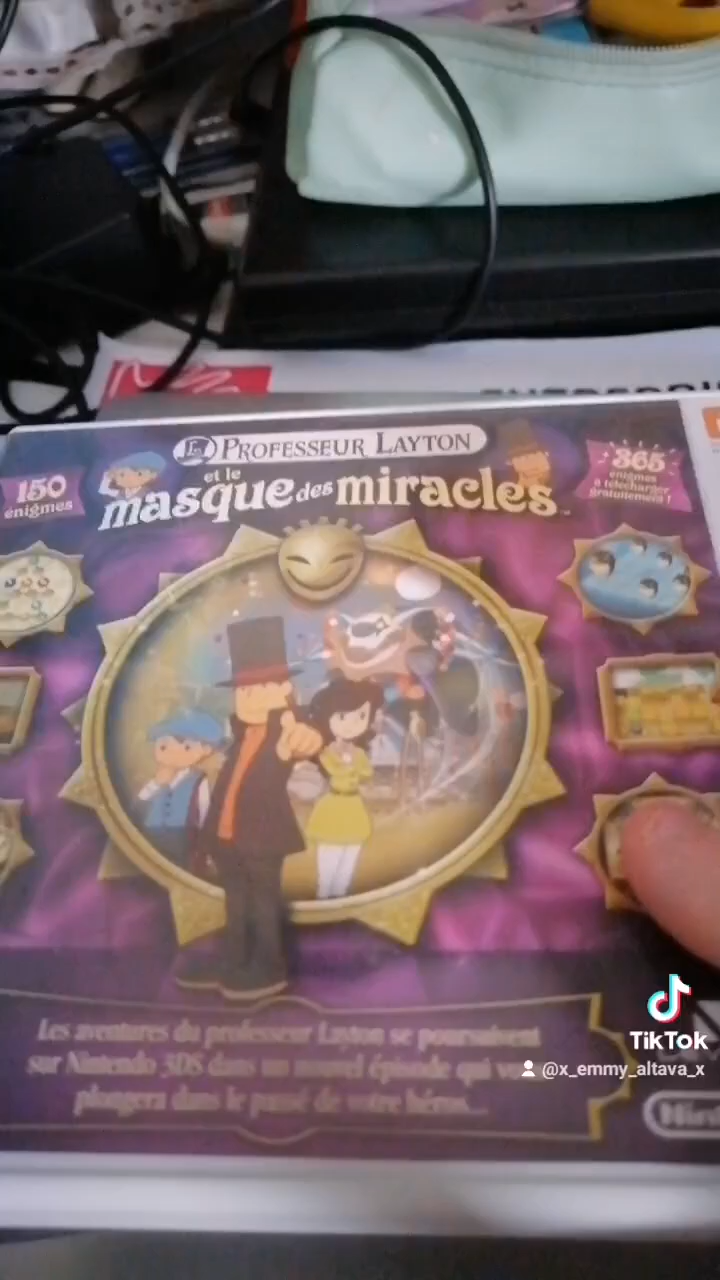 PROFESSEUR LAYTON
et le
masque des miracles
150
énigmes
365
énigmes
à télécharger
gratuitement !
Les aventures du professeur Layton se poursuivent
sur Nintendo 3DS dans un nouvel épisode qui
plongera dans le passé de votre héros...
TikTok
@x_emmy_altava_x